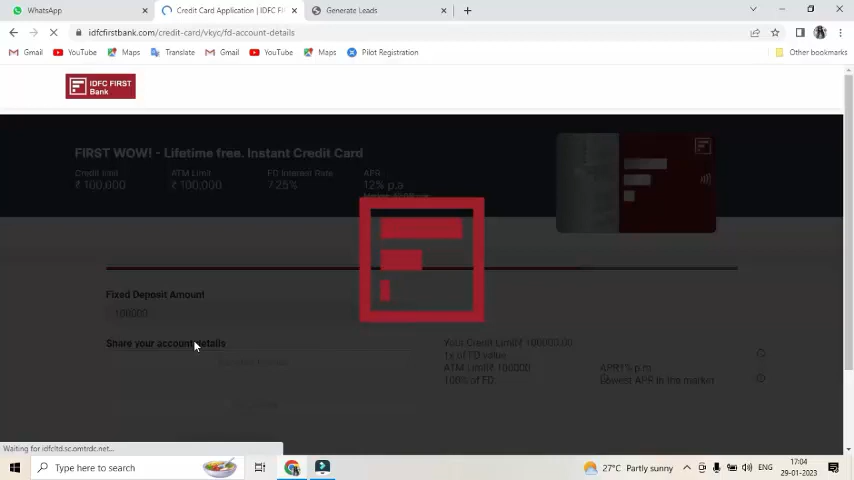 WhatsApp
Credit Card Application | IDFC FI
Generate Leads
idfcfirstbank.com/credit-card/vkyc/fd-account-details
Gmail
YouTube
Maps
Translate
Gmail
YouTube
Maps
Pilot Registration
Other bookmarks
IDFC FIRST
Bank
FIRST WOW! - Lifetime free. Instant Credit Card
Credit limit
ATM Limit
FD Interest Rate
APR
₹ 100,000
₹ 100,000
7.25%
12% p.a
Fixed Deposit Amount
100000
Share your account details
Your Credit Limit₹ 100000.00
1x of FD value
ATM Limit₹ 100000
100% of FD
APR1% p.m
Lowest APR in the market
Waiting for idfcltd.sc.omtrdc.net...
Type here to search
27°C Partly sunny
ENG
17:04
29-01-2023